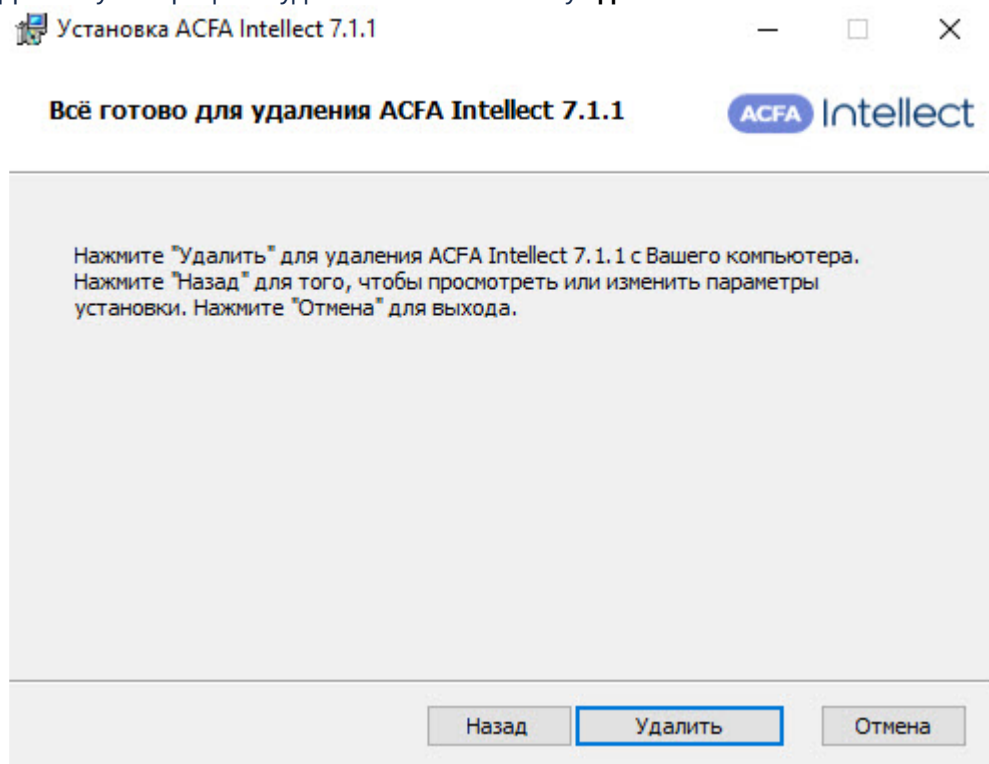 Установка ACFA Intellect 7.1.1
Всё готово для удаления ACFA Intellect 7.1.1
ACFA Intellect
Нажмите "Удалить" для удаления ACFA Intellect 7.1.1 с Вашего компьютера.
Нажмите "Назад" для того, чтобы просмотреть или изменить параметры
установки. Нажмите "Отмена" для выхода.
Назад Удалить Отмена